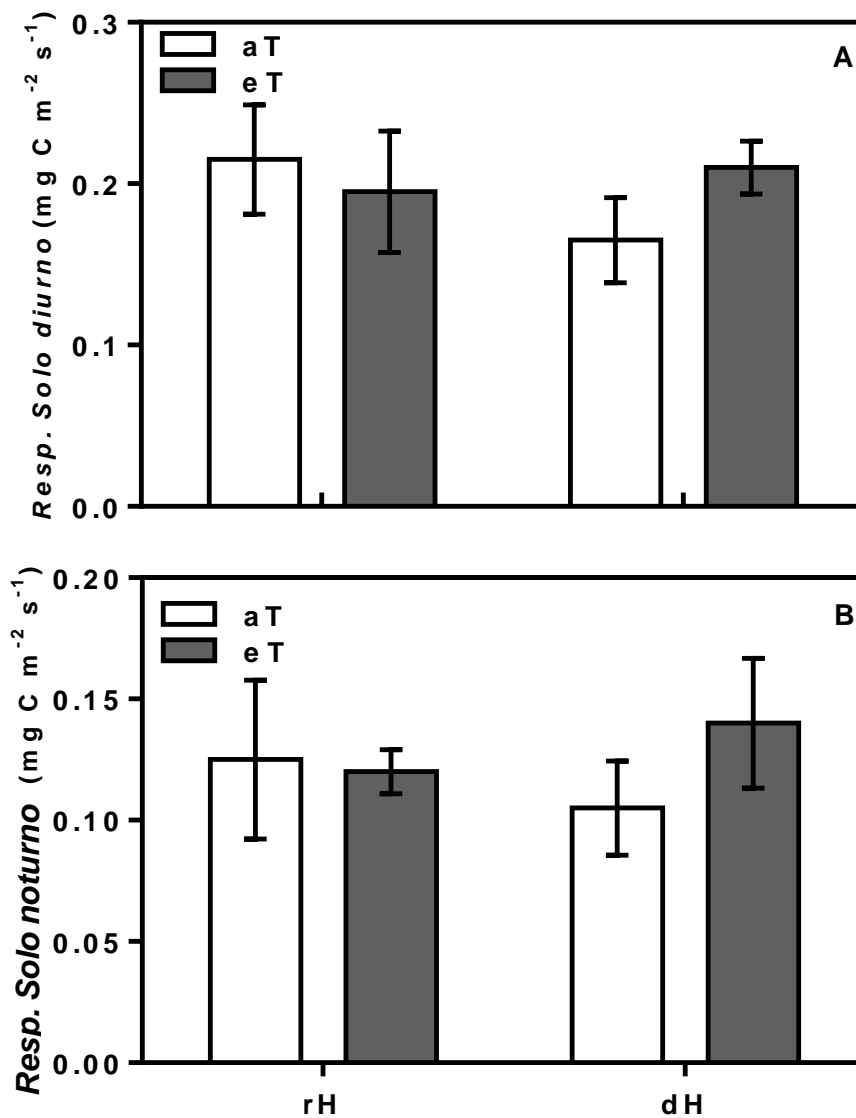 Resp. Solo diurno (mg C m⁻² s⁻¹)
0.3
0.2
0.1
0.0
aT
eT
A
Resp. Solo noturno (mg C m⁻² s⁻¹)
0.20
0.15
0.10
0.05
0.00
aT
eT
B
rH dH